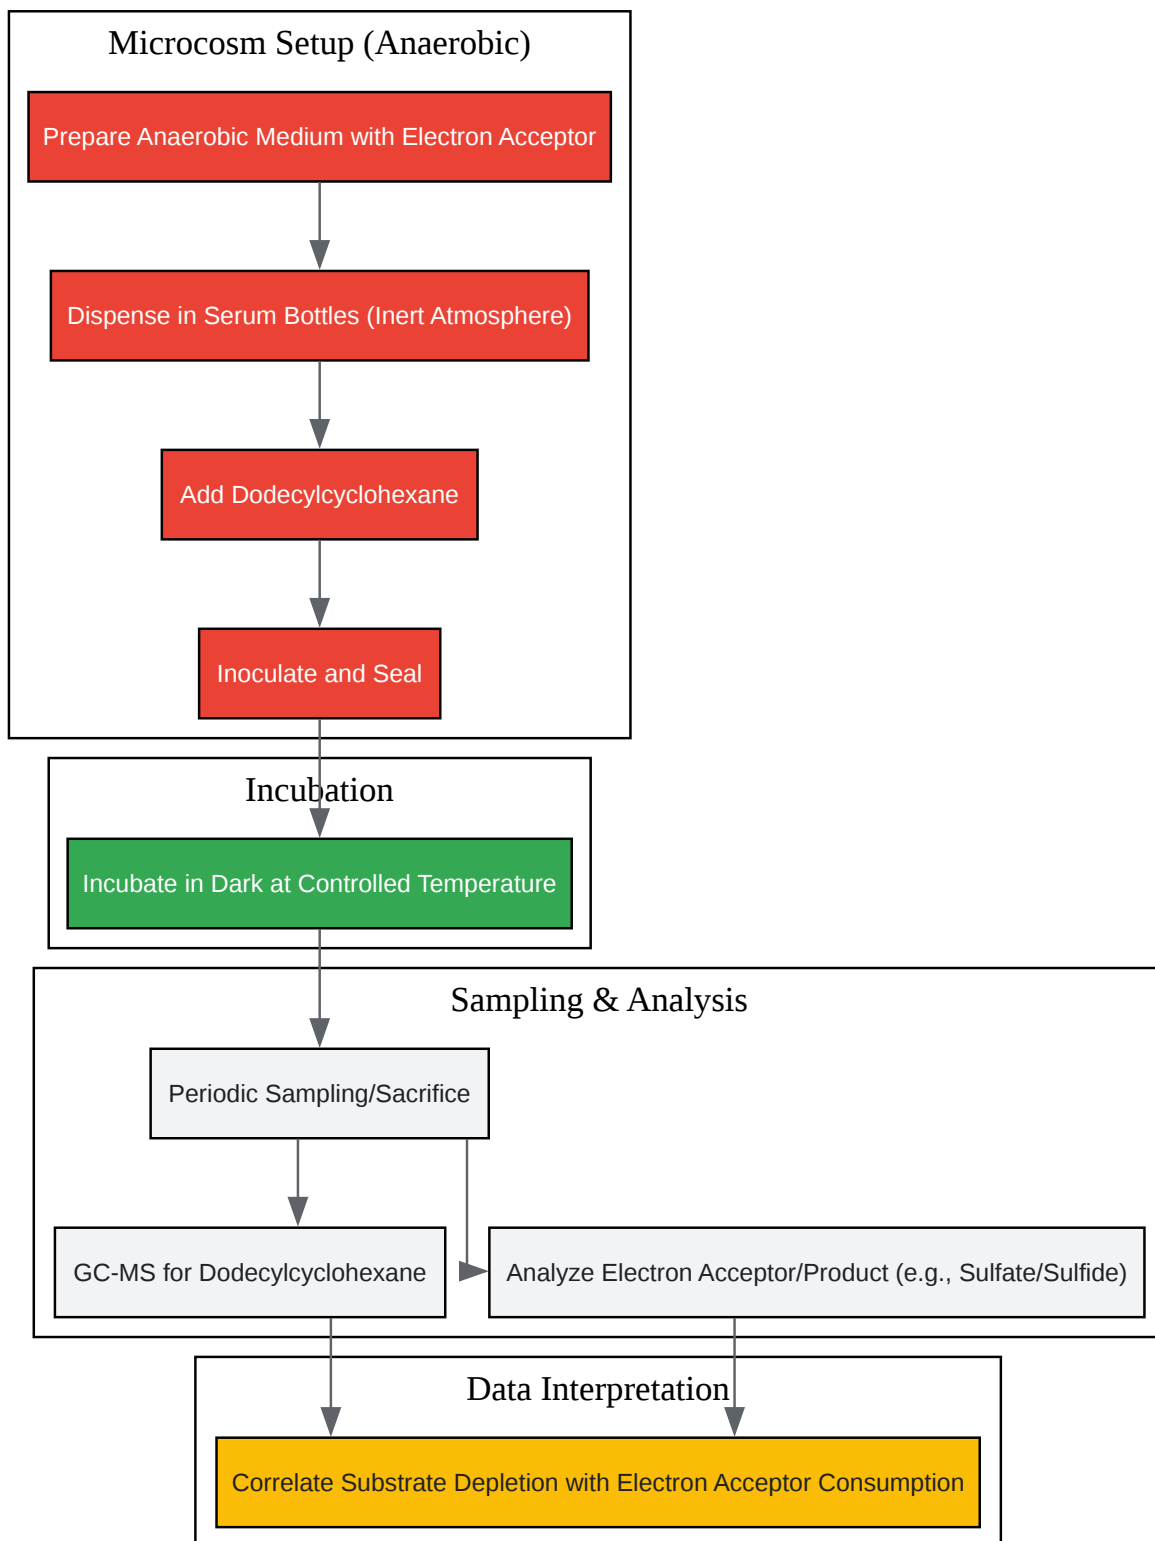 Microcosm Setup (Anaerobic)
Prepare Anaerobic Medium with Electron Acceptor
Dispense in Serum Bottles (Inert Atmosphere)
Add Dodecylcyclohexane
Inoculate and Seal
Incubation
Incubate in Dark at Controlled Temperature
Sampling & Analysis
Periodic Sampling/Sacrifice
GC-MS for Dodecylcyclohexane
Analyze Electron Acceptor/Product (e.g., Sulfate/Sulfide)
Data Interpretation
Correlate Substrate Depletion with Electron Acceptor Consumption